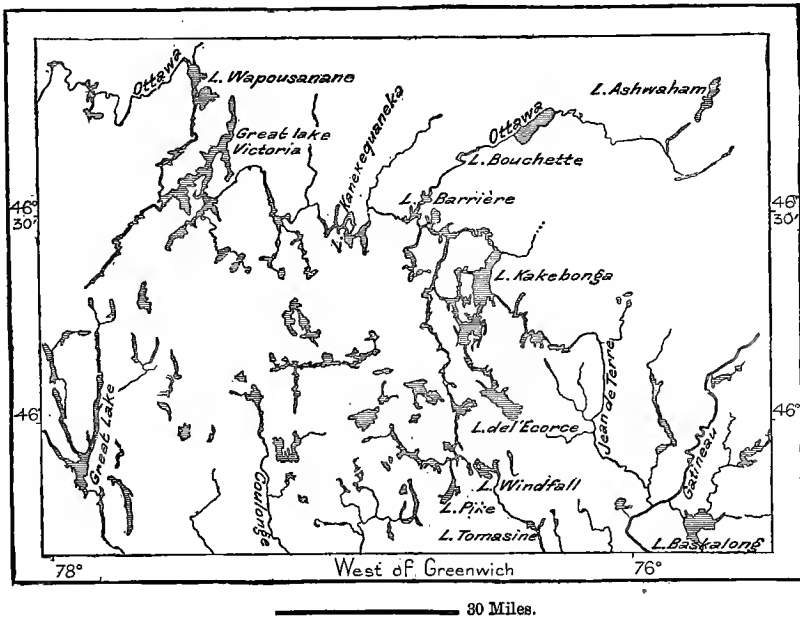 Ottawa
L. Wapousanane
Great lake
Victoria
L. Kanekequaneka
Ottawa
L. Ashwaham
L. Bouchette
L. Barrière
46°
30'
46°
30'
L. Kakebonga
46°
46°
Great Lake
Coulonge
L. del'Ecorce
Jean de Terre
Gatineau
L. Windfall
L. Pine
L. Tomasine
L. Baskalong
78°
West of Greenwich
76°
30 Miles.